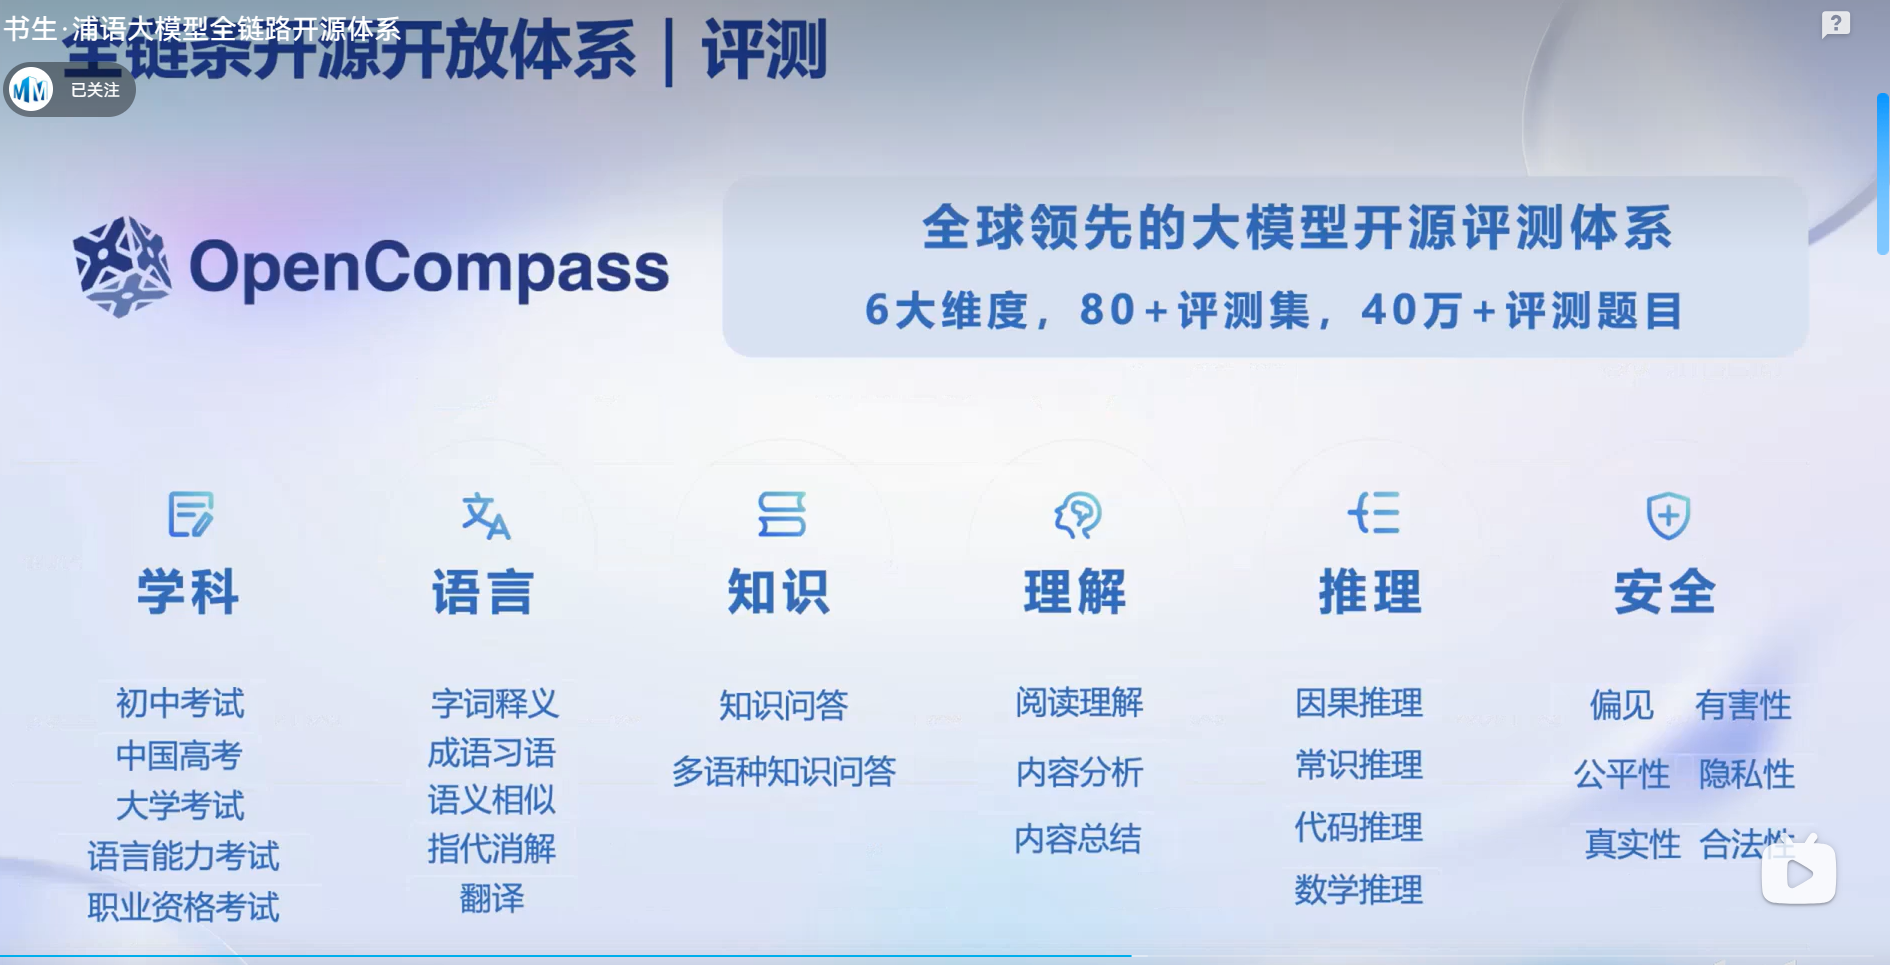 书生·浦语大模型全链路开源体系
全链条开源开放体系｜评测
已关注
OpenCompass
全球领先的大模型开源评测体系
6大维度，80+评测集，40万+评测题目
学科
初中考试
中国高考
大学考试
语言能力考试
职业资格考试
语言
字词释义
成语习语
语义相似
指代消解
翻译
知识
知识问答
多语种知识问答
理解
阅读理解
内容分析
内容总结
推理
因果推理
常识推理
代码推理
数学推理
安全
偏见 有害性
公平性 隐私性
真实性 合法性